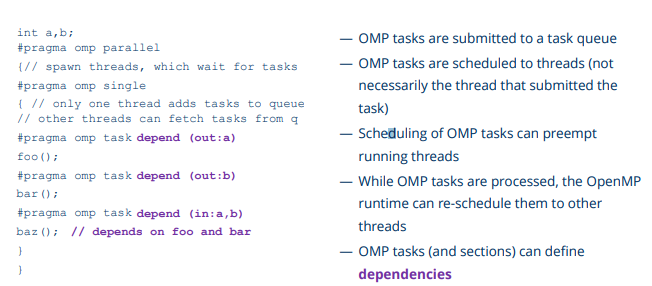 int a,b;
#pragma omp parallel
{// spawn threads, which wait for tasks
#pragma omp single
{ // only one thread adds tasks to queue
// other threads can fetch tasks from q
#pragma omp task depend (out:a)
foo();
#pragma omp task depend (out:b)
bar();
#pragma omp task depend (in:a,b)
baz(); // depends on foo and bar
}
}
— OMP tasks are submitted to a task queue
— OMP tasks are scheduled to threads (not
necessarily the thread that submitted the
task)
— Scheduling of OMP tasks can preempt
running threads
— While OMP tasks are processed, the OpenMP
runtime can re-schedule them to other
threads
— OMP tasks (and sections) can define
dependencies